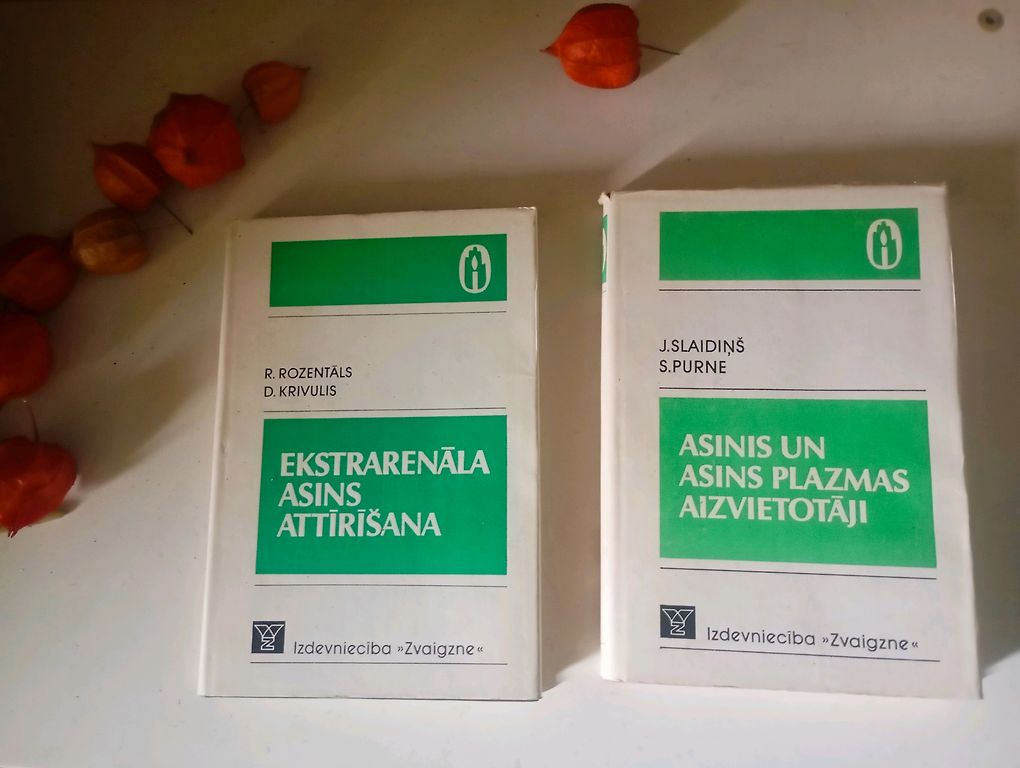 R. ROZENTĀLS
D. KRIVULIS
EKSTRARENĀLA
ASINS
ATTĪRĪŠANA
Izdevniecība »Zvaigzne«
J.SLAIDIŅŠ
S.PURNE
ASINIS UN
ASINS PLAZMAS
AIZVIETOTĀJI
Izdevniecība »Zvaigzne«